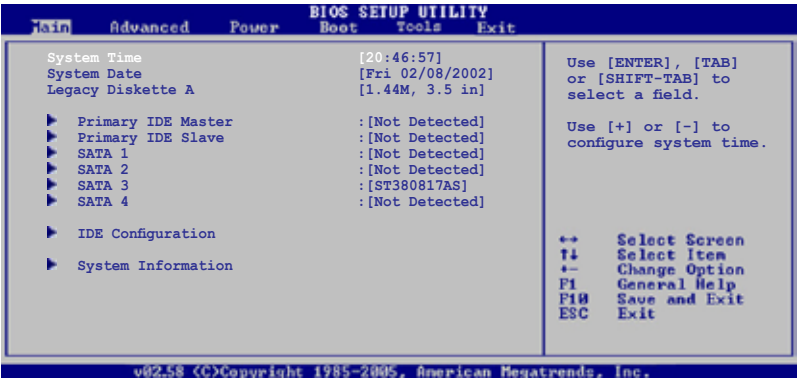 BIOS SETUP UTILITY
Main Advanced Power Boot Tools Exit
System Time [20:46:57]
System Date [Fri 02/08/2002]
Legacy Diskette A [1.44M, 3.5 in]
Primary IDE Master :[Not Detected]
Primary IDE Slave :[Not Detected]
SATA 1 :[Not Detected]
SATA 2 :[Not Detected]
SATA 3 :[ST380817AS]
SATA 4 :[Not Detected]
IDE Configuration
System Information
Use [ENTER], [TAB]
or [SHIFT-TAB] to
select a field.
Use [+] or [-] to
configure system time.
↔ Select Screen
↑↓ Select Item
+- Change Option
F1 General Help
F10 Save and Exit
ESC Exit
v02.58 (C)Copyright 1985-2005, American Megatrends, Inc.